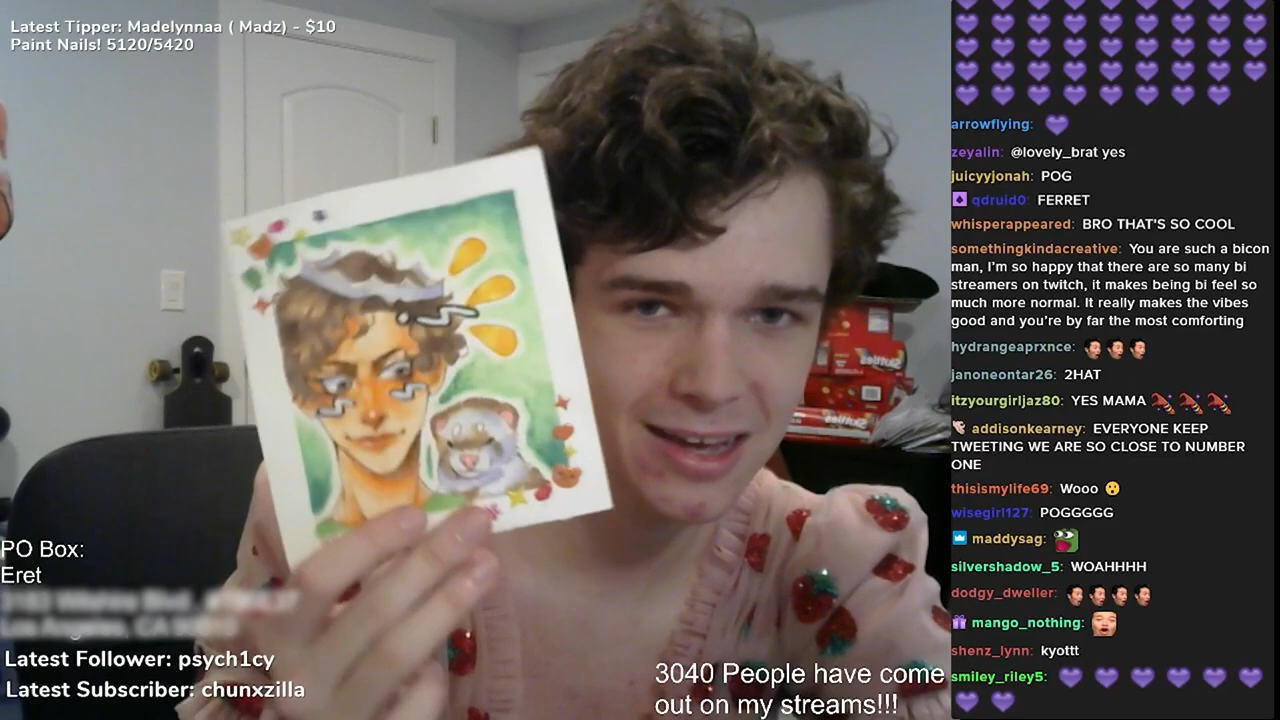 Latest Tipper: Madelynnaa ( Madz) - $10
Paint Nails! 5120/5420
PO Box:
Eret
Latest Follower: psych1cy
Latest Subscriber: chunxzilla
3040 People have come
out on my streams!!!
arrowflying:
zeyalin: @lovely_brat yes
juicyyjonah: POG
qdruid0: FERRET
whisperappeared: BRO THAT'S SO COOL
somethingkindacreative: You are such a bicon
man, I'm so happy that there are so many bi
streamers on twitch, it makes being bi feel so
much more normal. It really makes the vibes
good and you're by far the most comforting
hydrangeaprxnce:
janoneontar26: 2HAT
itzyourgirljaz80: YES MAMA
addisonkearney: EVERYONE KEEP
TWEETING WE ARE SO CLOSE TO NUMBER
ONE
thisismylife69: Wooo
wisegirl127: POGGGGG
maddysag:
silvershadow_5: WOAHHHH
dodgy_dweller:
mango_nothing:
shenz_lynn: kyottt
smiley_riley5: